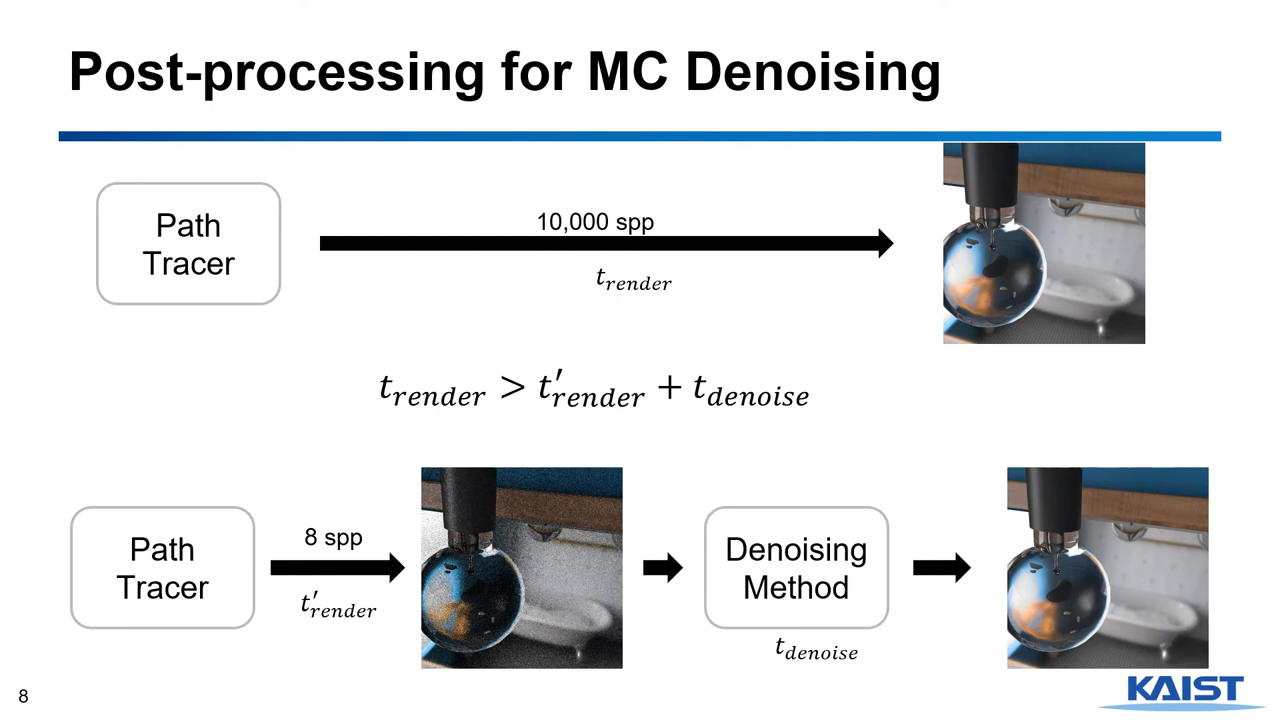 Post-processing for MC Denoising
Path
Tracer
10,000 spp
t_render
t_render > t′_render + t_denoise
Path
Tracer
8 spp
t′_render
Denoising
Method
t_denoise
8
KAIST